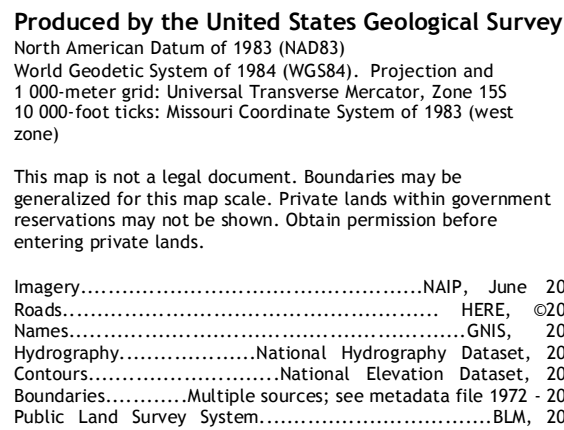 Produced by the United States Geological Survey
North American Datum of 1983 (NAD83)
World Geodetic System of 1984 (WGS84). Projection and
1 000-meter grid: Universal Transverse Mercator, Zone 15S
10 000-foot ticks: Missouri Coordinate System of 1983 (west
zone)
This map is not a legal document. Boundaries may be
generalized for this map scale. Private lands within government
reservations may not be shown. Obtain permission before
entering private lands.
Imagery..................................................NAIP, June 20
Roads....................................................... HERE, ©20
Names..........................................................GNIS, 20
Hydrography....................National Hydrography Dataset, 20
Contours............................National Elevation Dataset, 20
Boundaries............Multiple sources; see metadata file 1972 - 20
Public Land Survey System..................................BLM, 20